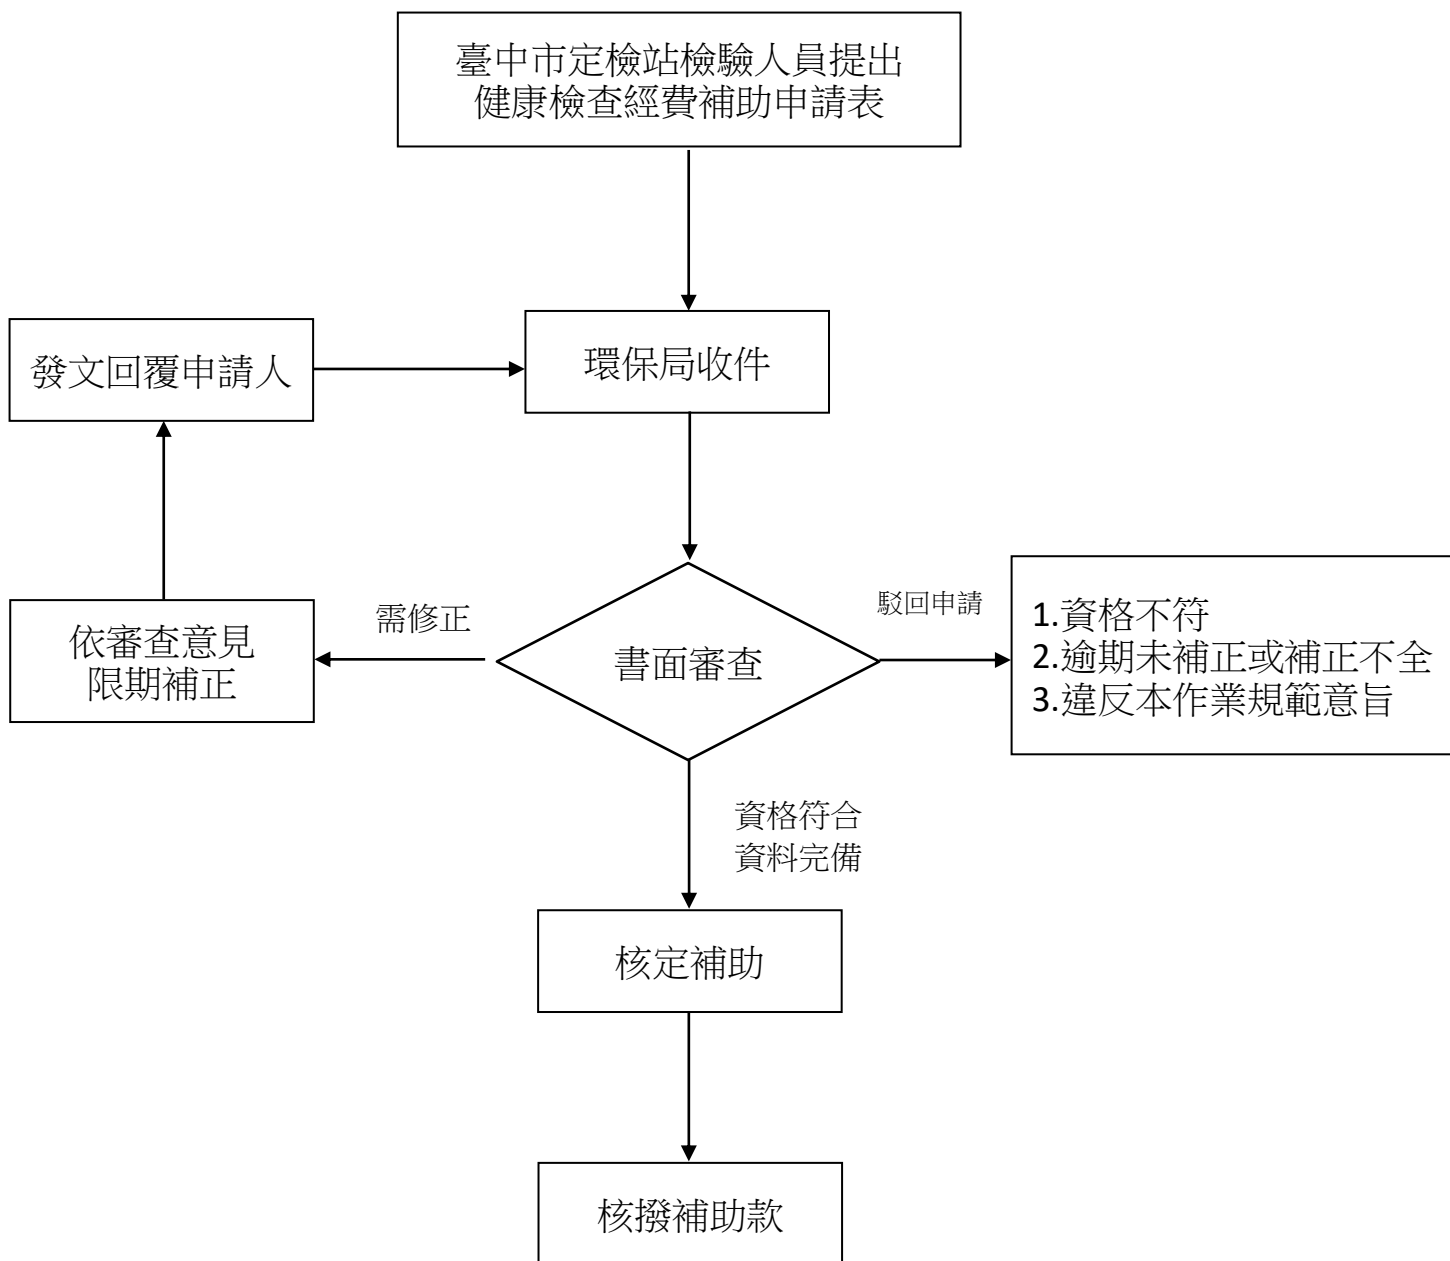 臺中市定檢站檢驗人員提出
健康檢查經費補助申請表
發文回覆申請人
環保局收件
需修正
駁回申請
依審查意見
限期補正
書面審查
1.資格不符
2.逾期未補正或補正不全
3.違反本作業規範意旨
資格符合
資料完備
核定補助
核撥補助款